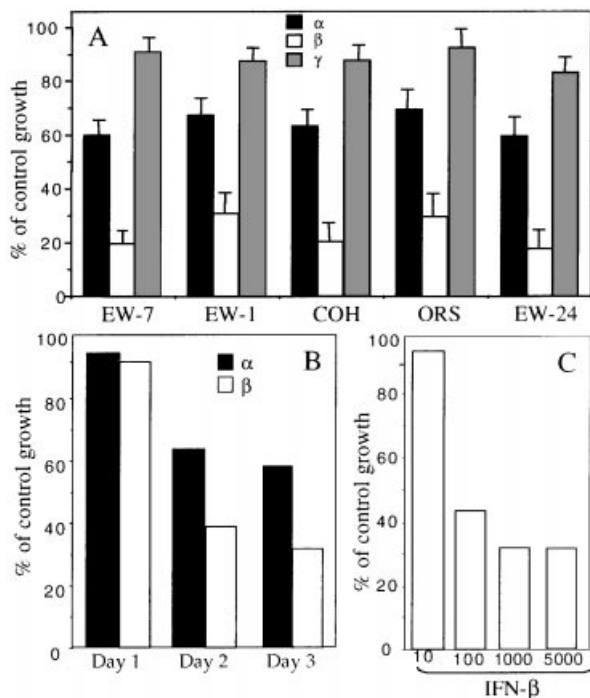 A
α
β
γ
% of control growth
100
80
60
40
20
0
EW-7 EW-1 COH ORS EW-24
B
α
β
% of control growth
100
80
60
40
20
0
Day 1 Day 2 Day 3
C
% of control growth
100
80
60
40
20
0
10 100 1000 5000
IFN-β